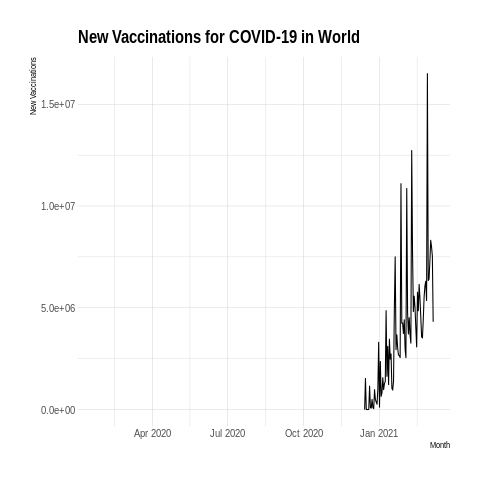 New Vaccinations for COVID-19 in World
New Vaccinations
1.5e+07
1.0e+07
5.0e+06
0.0e+00
Apr 2020 Jul 2020 Oct 2020 Jan 2021
Month